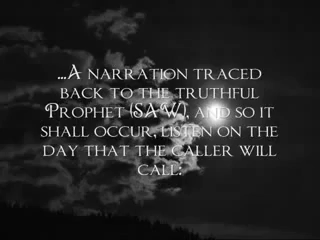 ...A narration traced
back to the truthful
Prophet (SAW), and so it
shall occur, listen on the
day that the caller will
call: